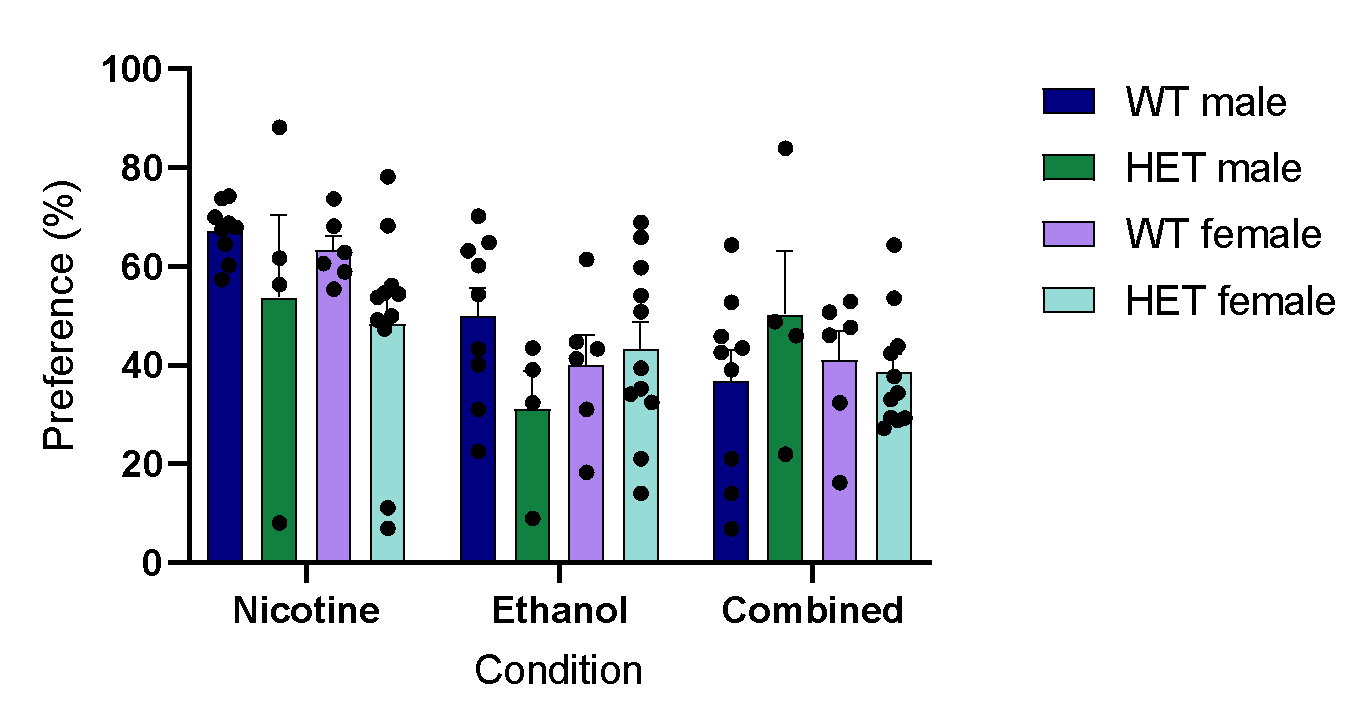 Preference (%)
100
80
60
40
20
0
Nicotine
Ethanol
Combined
Condition
WT male
HET male
WT female
HET female